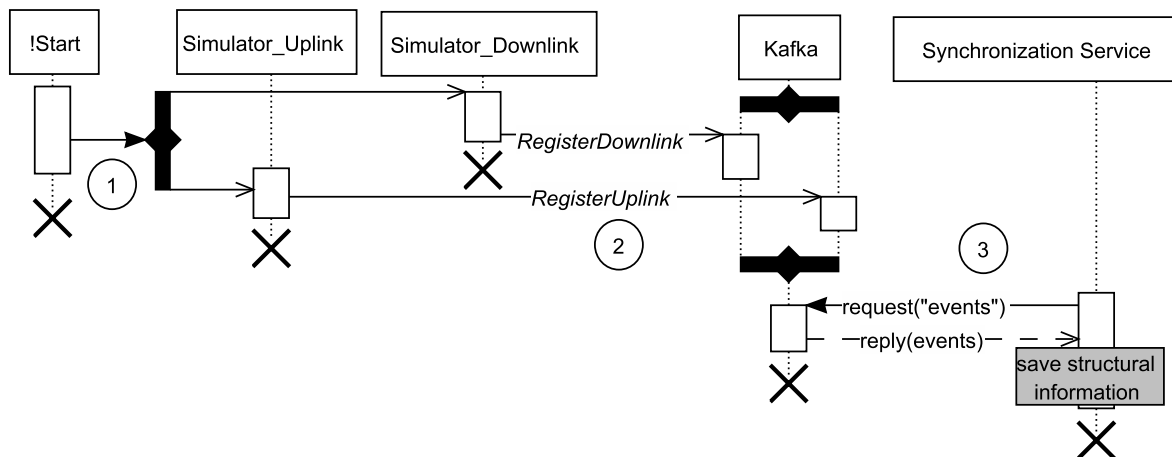 !Start
Simulator_Uplink
Simulator_Downlink
Kafka
Synchronization Service
RegisterDownlink
1
RegisterUplink
2
3
request("events")
reply(events)
save structural
information